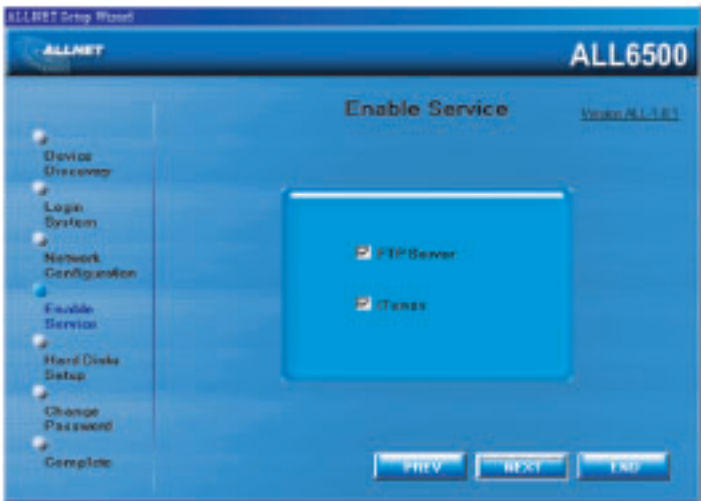 ALLNET Setup Wizard
ALLNET
ALL6500
Enable Service
Version ALL-1.0.1
Device
Discovery
Login
System
Network
Configuration
Enable
Service
Hard Disks
Setup
Change
Password
Complete
FTP Server
iTunes
PREV
NEXT
END